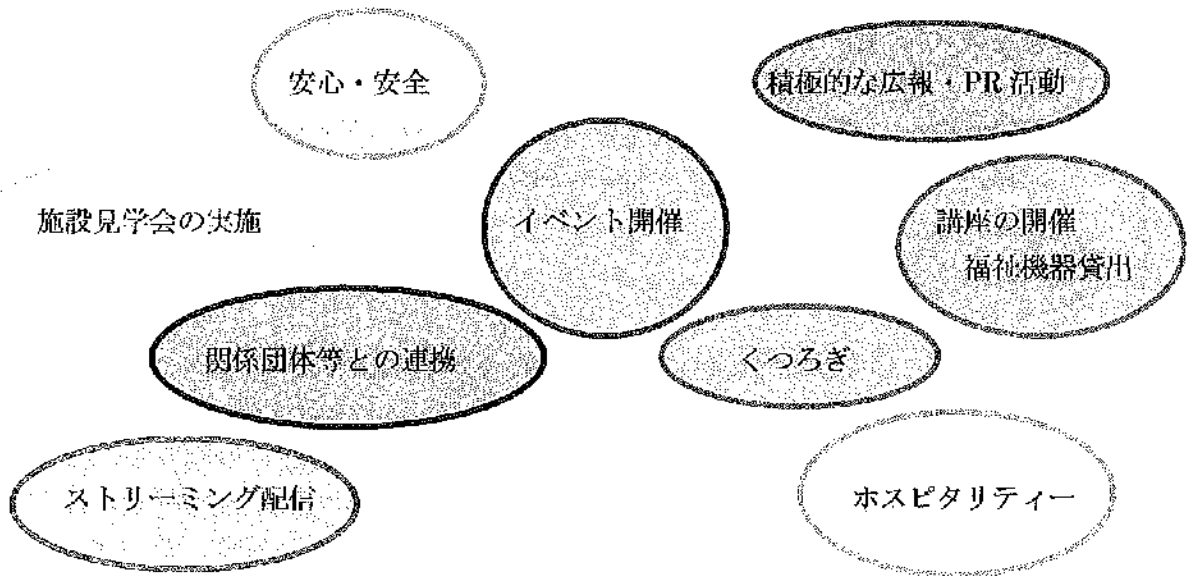 安心・安全
積極的な広報・PR 活動
施設見学会の実施
イベント開催
講座の開催
福祉機器貸出
関係団体等との連携
くつろぎ
ストリーミング配信
ホスピタリティー